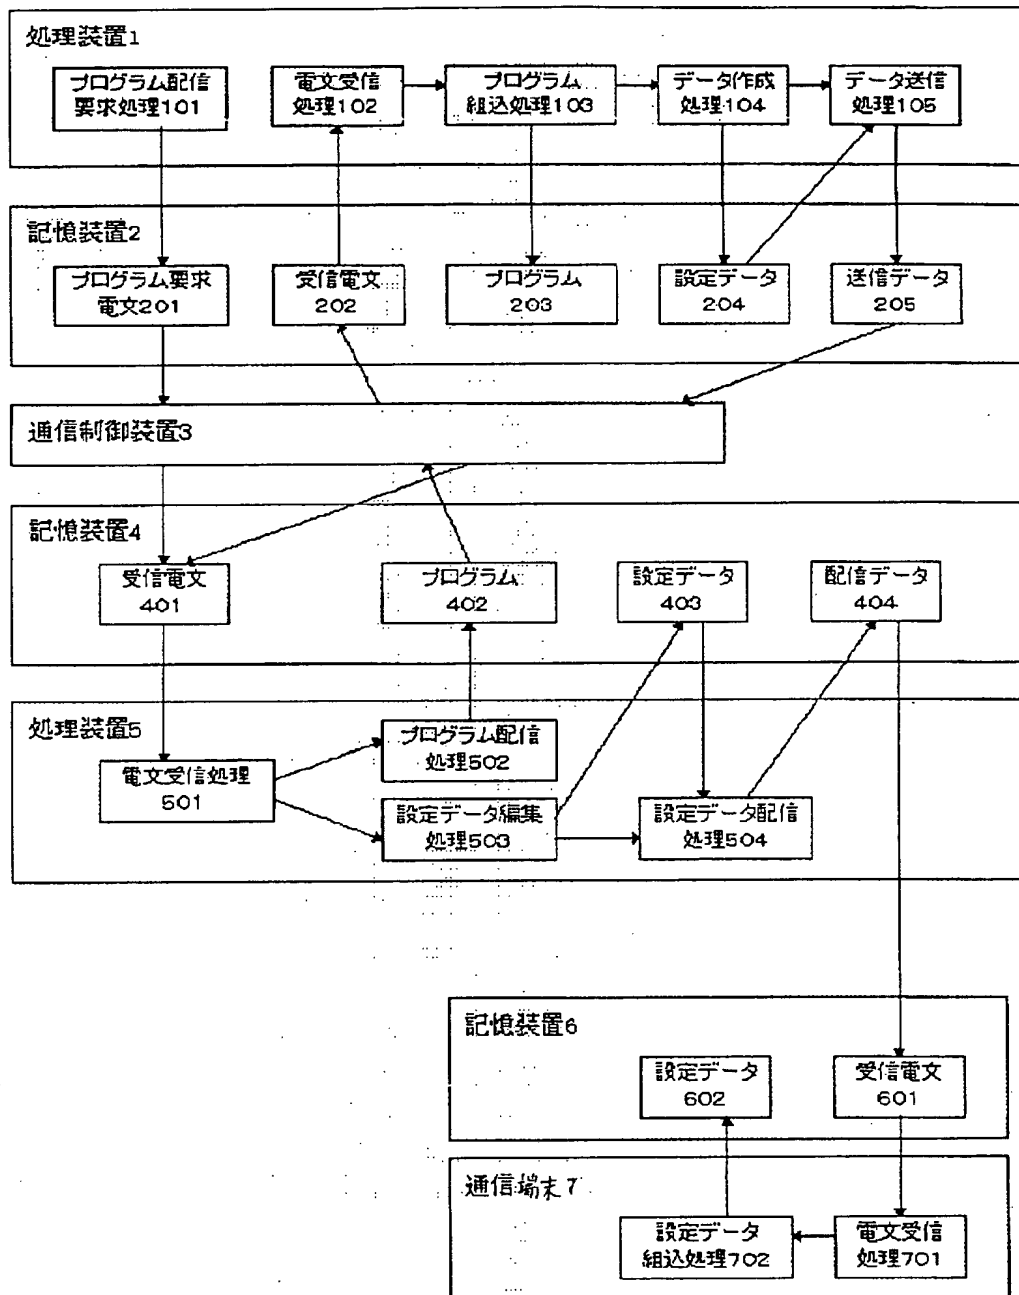 処理装置1
プログラム配信
要求処理101
電文受信
処理102
プログラム
組込処理103
データ作成
処理104
データ送信
処理105
記憶装置2
プログラム要求
電文201
受信電文
202
プログラム
203
設定データ
204
送信データ
205
通信制御装置3
記憶装置4
受信電文
401
プログラム
402
設定データ
403
配信データ
404
処理装置5
電文受信処理
501
プログラム配信
処理502
設定データ編集
処理503
設定データ配信
処理504
記憶装置6
設定データ
602
受信電文
601
通信端末7
設定データ
組込処理702
電文受信
処理701